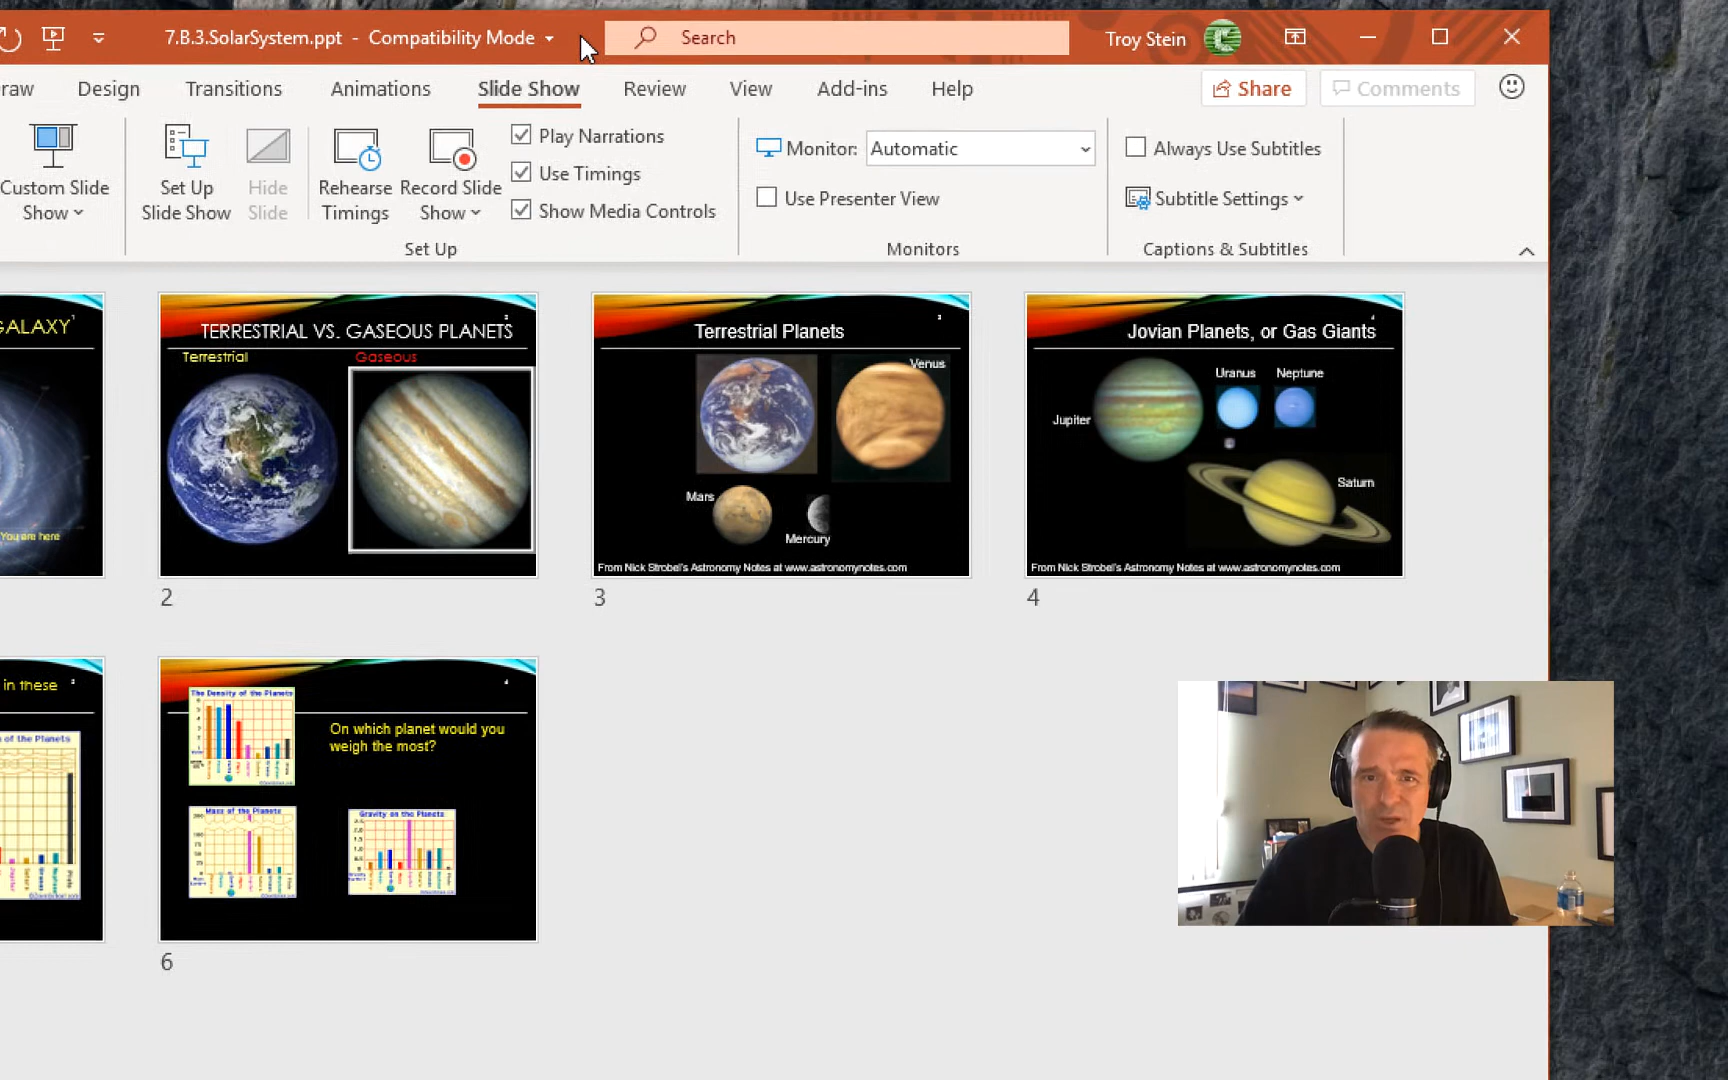 7.B.3.SolarSystem.ppt - Compatibility Mode
Search
Troy Stein
raw Design Transitions Animations Slide Show Review View Add-ins Help
Share
Comments
Custom Slide
Show
Set Up
Slide Show
Hide
Slide
Rehearse
Timings
Record Slide
Show
Play Narrations
Use Timings
Show Media Controls
Set Up
Monitor: Automatic
Use Presenter View
Monitors
Always Use Subtitles
Subtitle Settings
Captions & Subtitles
GALAXY
You are here
TERRESTRIAL VS. GASEOUS PLANETS
Terrestrial Gaseous
2
Terrestrial Planets
Venus
Mars
Mercury
From Nick Strobel's Astronomy Notes at www.astronomynotes.com
3
Jovian Planets, or Gas Giants
Uranus Neptune
Jupiter
Saturn
From Nick Strobel's Astronomy Notes at www.astronomynotes.com
4
in these
of the Planets
The Density of the Planets
On which planet would you
weigh the most?
Mass of the Planets
Gravity on the Planets
6